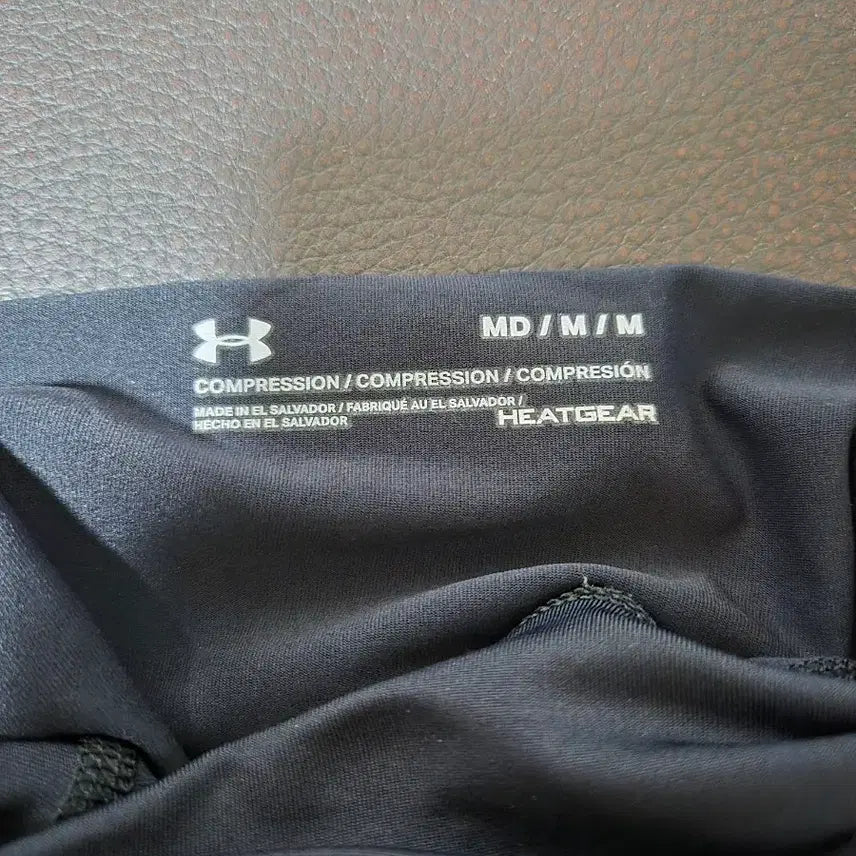 MD / M / M
COMPRESSION / COMPRESSION / COMPRESIÓN
MADE IN EL SALVADOR / FABRIQUÉ AU EL SALVADOR /
HECHO EN EL SALVADOR
HEATGEAR